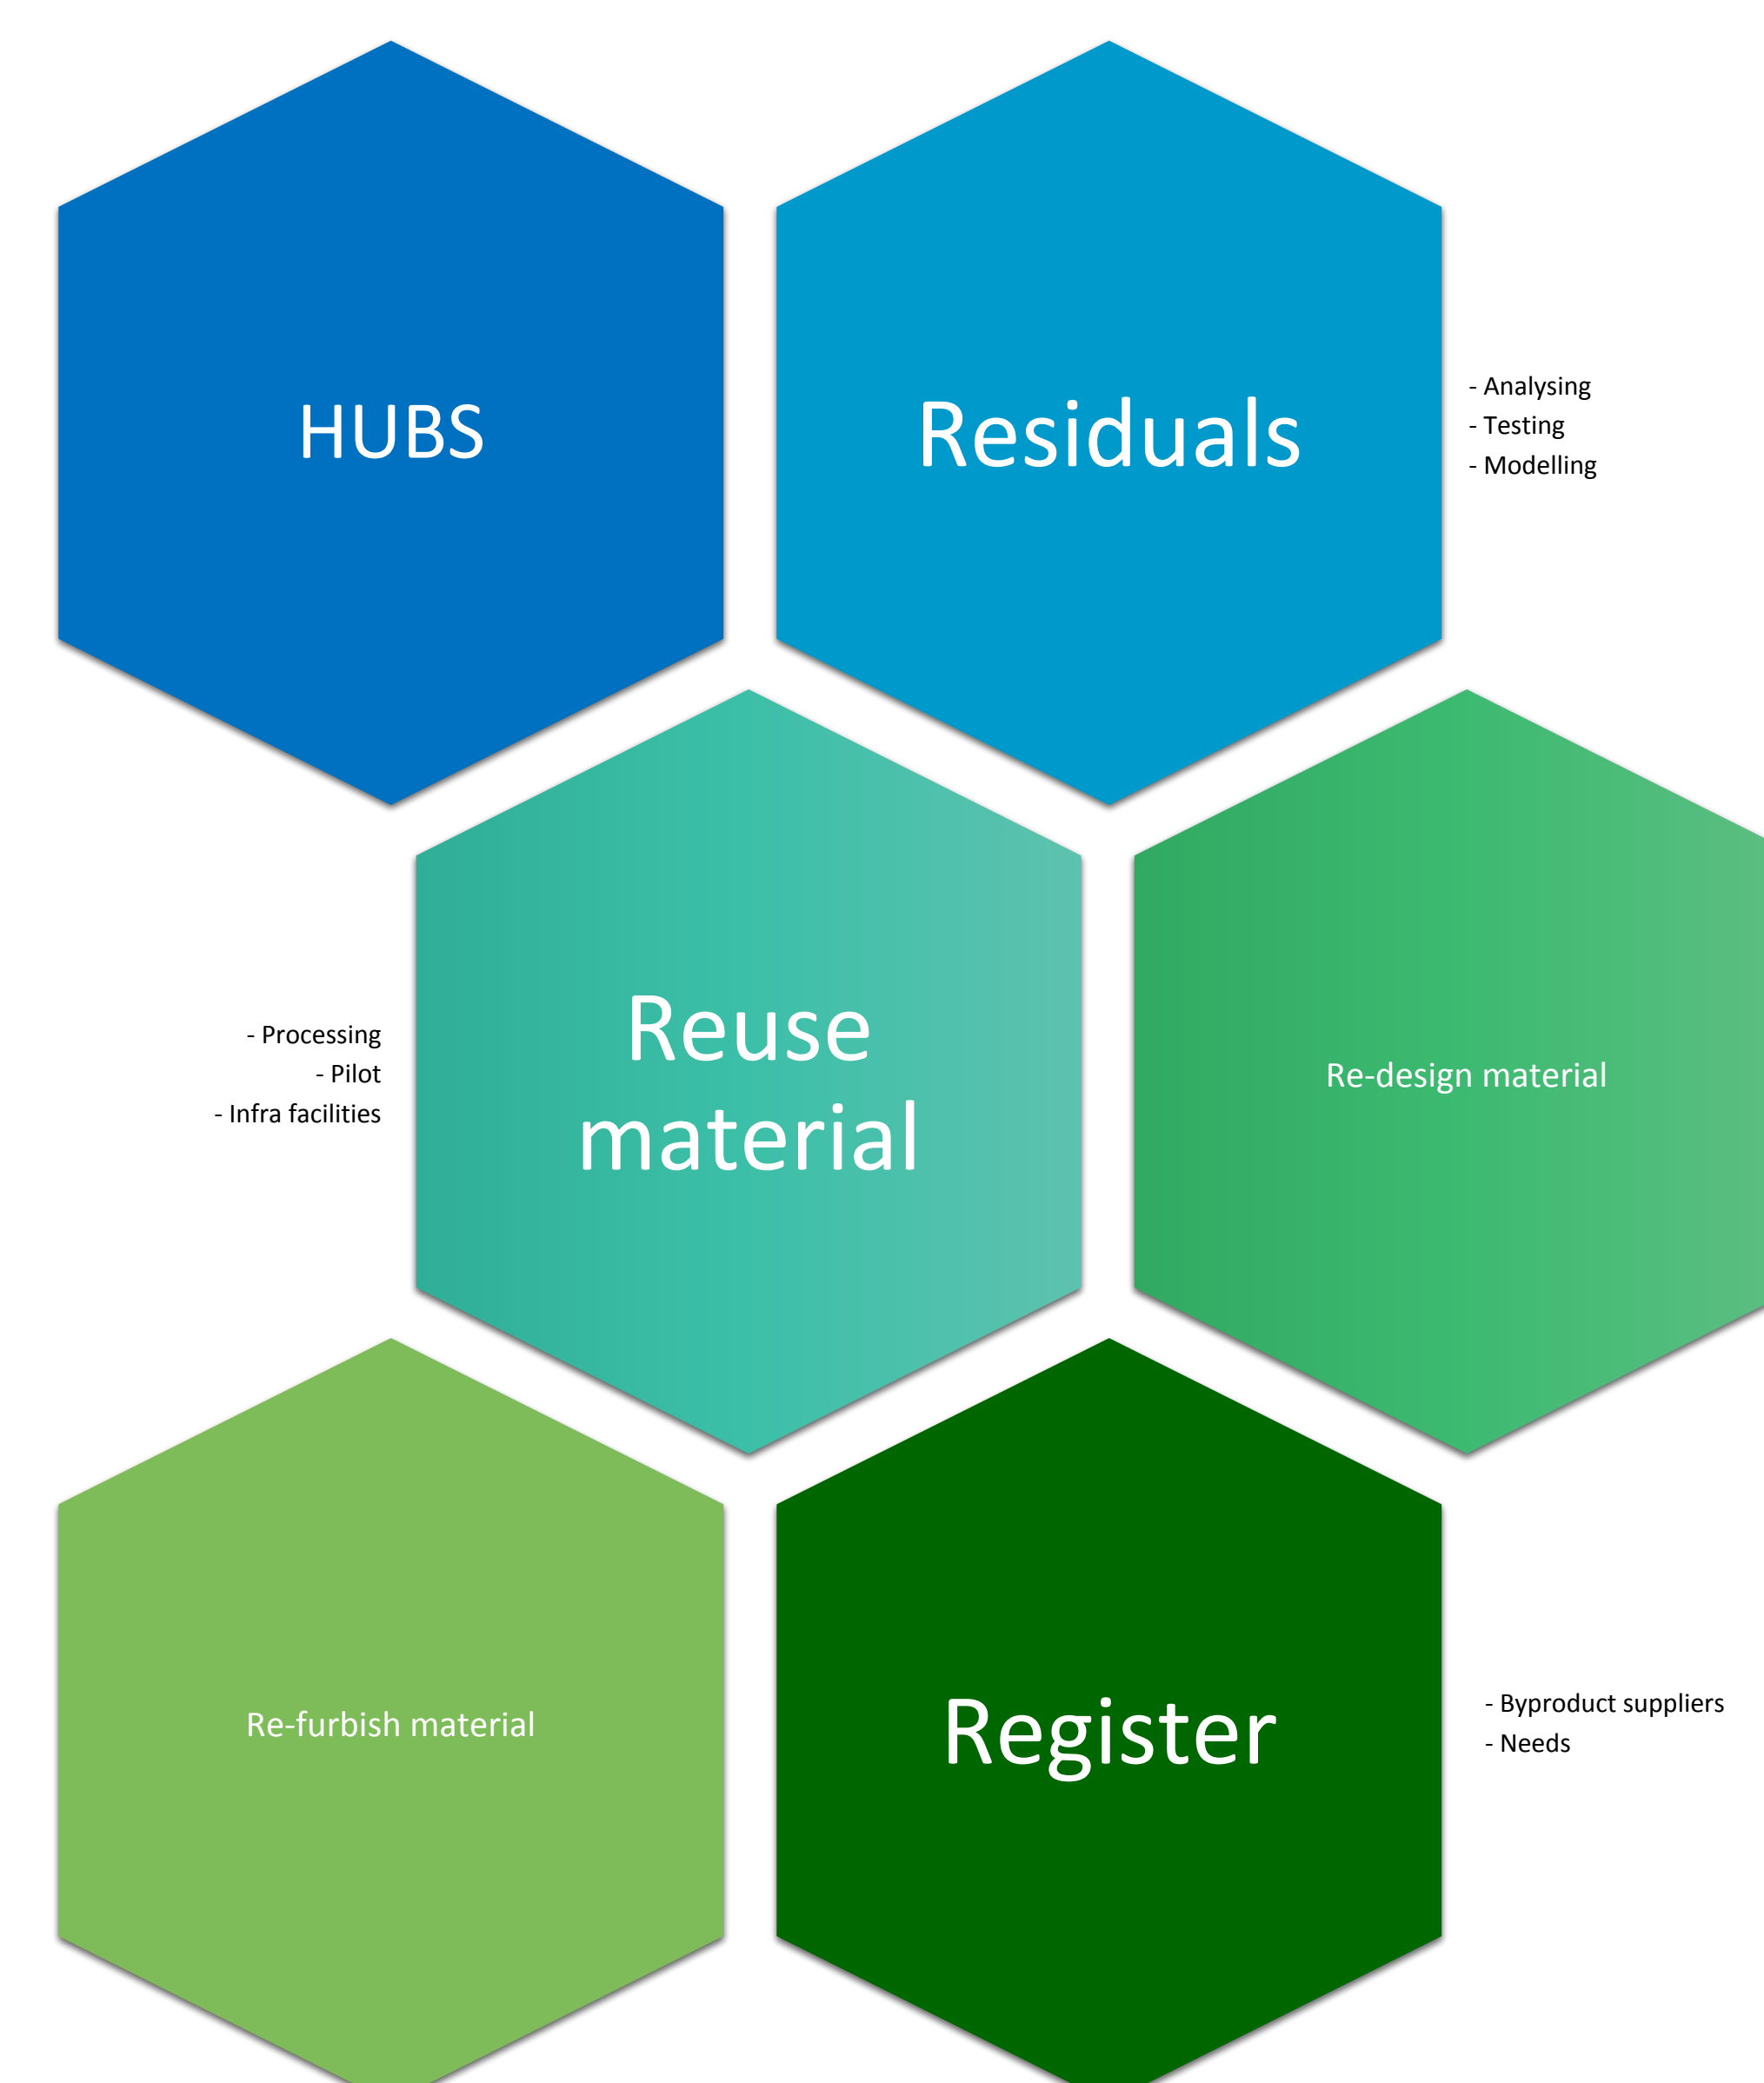 HUBS
Residuals
- Analysing
- Testing
- Modelling
- Processing
- Pilot
- Infra facilities
Reuse
material
Re-design material
Re-furbish material
Register
- Byproduct suppliers
- Needs